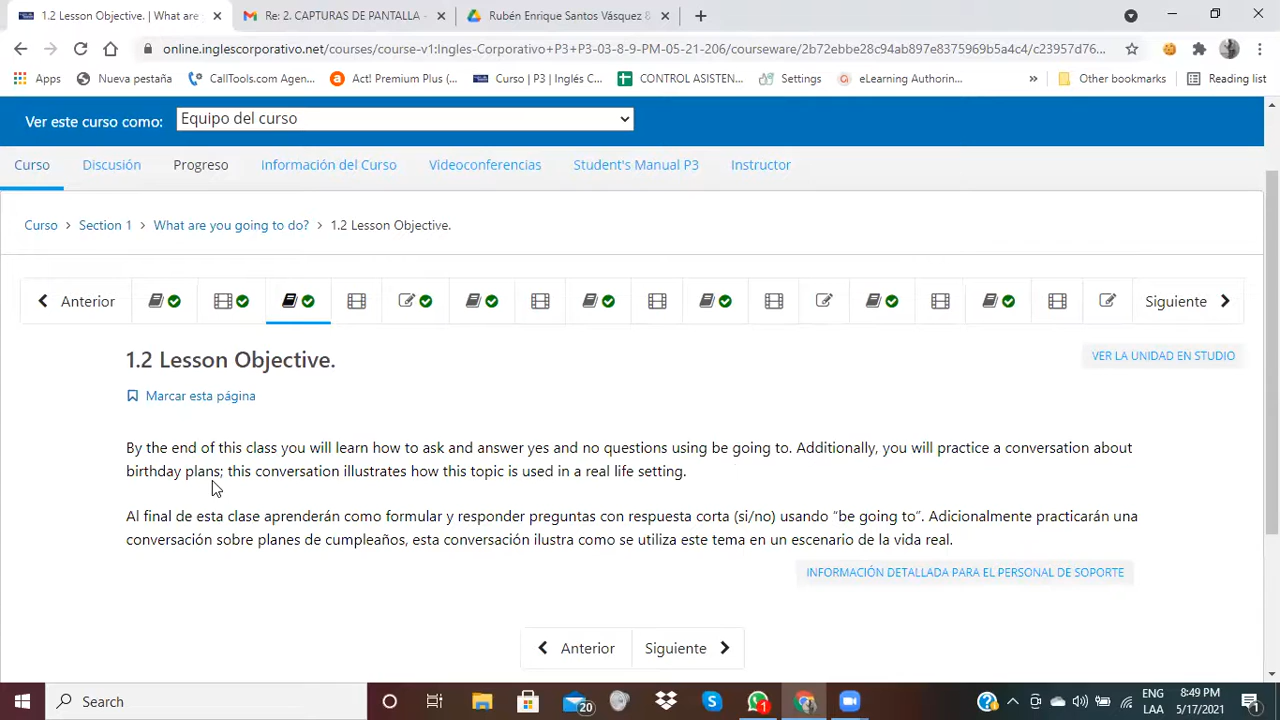 1.2 Lesson Objective. | What are
Re: 2. CAPTURAS DE PANTALLA -
Rubén Enrique Santos Vásquez 8
online.inglescorporativo.net/courses/course-v1:Ingles-Corporativo+P3+P3-03-8-9-PM-05-21-206/courseware/2b72ebbe28c94ab897e8375969b5a4c4/c23957d76...
Apps
Nueva pestaña
CallTools.com Agen...
Act! Premium Plus (...
Curso | P3 | Inglés C...
CONTROL ASISTEN...
Settings
eLearning Authorin...
»
Other bookmarks
Reading list
Ver este curso como:
Equipo del curso
Curso
Discusión
Progreso
Información del Curso
Videoconferencias
Student's Manual P3
Instructor
Curso > Section 1 > What are you going to do? > 1.2 Lesson Objective.
Anterior
Siguiente
1.2 Lesson Objective.
VER LA UNIDAD EN STUDIO
Marcar esta página
By the end of this class you will learn how to ask and answer yes and no questions using be going to. Additionally, you will practice a conversation about
birthday plans; this conversation illustrates how this topic is used in a real life setting.
Al final de esta clase aprenderán como formular y responder preguntas con respuesta corta (si/no) usando “be going to”. Adicionalmente practicarán una
conversación sobre planes de cumpleaños, esta conversación ilustra como se utiliza este tema en un escenario de la vida real.
INFORMACIÓN DETALLADA PARA EL PERSONAL DE SOPORTE
Anterior
Siguiente
Search
20
1
ENG
LAA
8:49 PM
5/17/2021
1